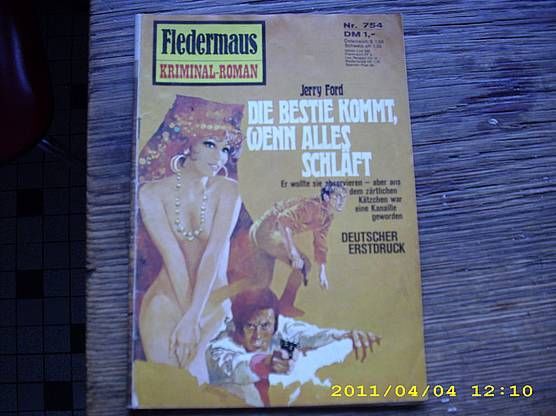 Fledermaus
KRIMINAL-ROMAN
Nr. 754
DM 1,-
Jerry Ford
DIE BESTIE KOMMT,
WENN ALLES
SCHLÄFT
Er wollte sie observieren – aber aus
dem zärtlichen
Kätzchen war
eine Kanaille
geworden
DEUTSCHER
ERSTDRUCK
2011/04/04 12:10